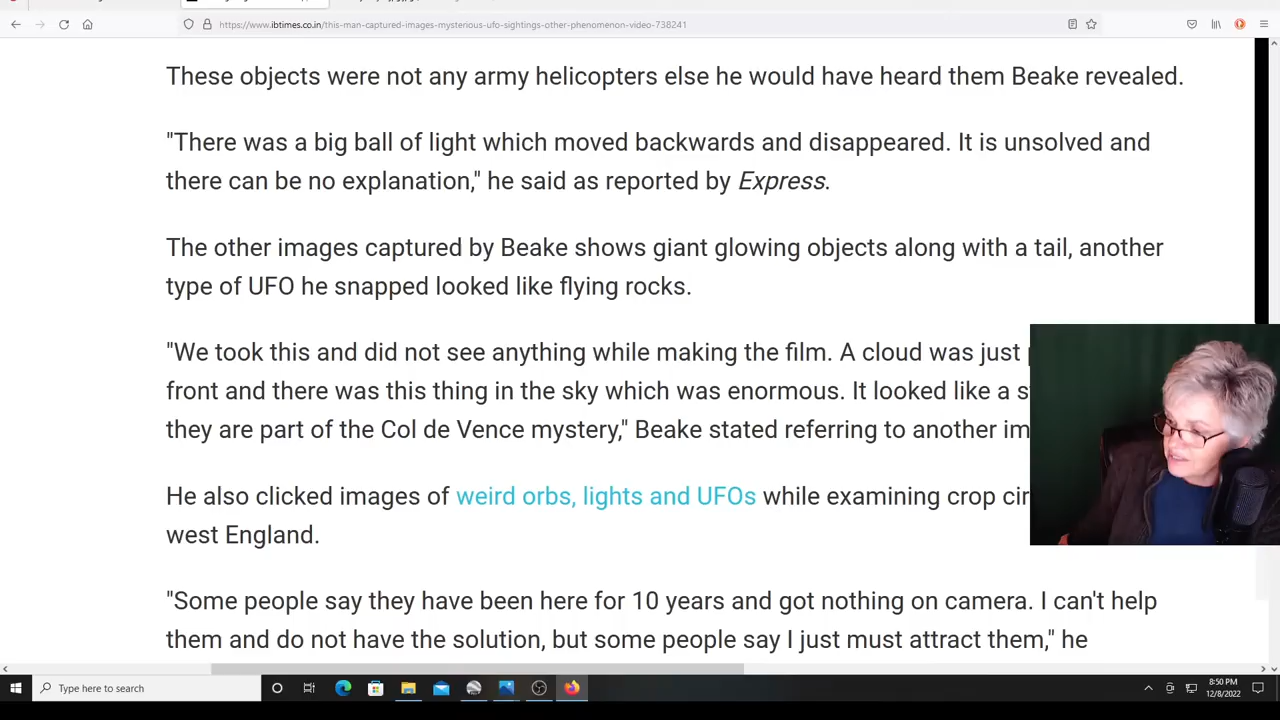 https://www.ibtimes.co.in/this-man-captured-images-mysterious-ufo-sightings-other-phenomenon-video-738241
These objects were not any army helicopters else he would have heard them Beake revealed.
"There was a big ball of light which moved backwards and disappeared. It is unsolved and
there can be no explanation," he said as reported by Express.
The other images captured by Beake shows giant glowing objects along with a tail, another
type of UFO he snapped looked like flying rocks.
"We took this and did not see anything while making the film. A cloud was just
front and there was this thing in the sky which was enormous. It looked like a
they are part of the Col de Vence mystery," Beake stated referring to another
He also clicked images of weird orbs, lights and UFOs while examining crop
west England.
"Some people say they have been here for 10 years and got nothing on camera. I can't help
them and do not have the solution, but some people say I just must attract them," he
Type here to search
8:50 PM
12/8/2022